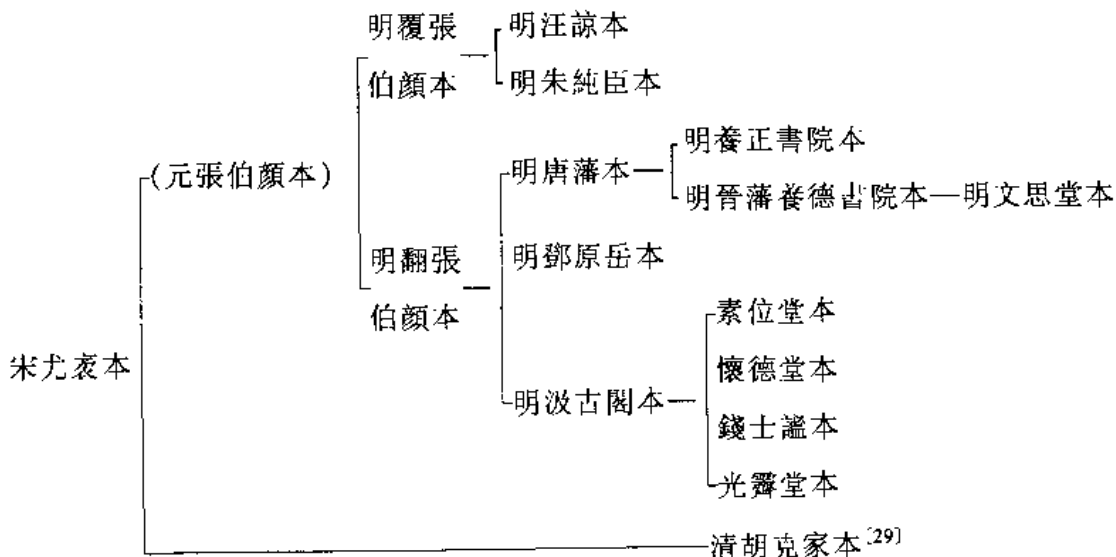 明覆張
伯顏本
明汪諒本
明朱純臣本
(元張伯顏本)
明唐藩本
明養正書院本
明晉藩養德書院本—明文思堂本
明翻張
伯顏本
明鄧原岳本
素位堂本
宋尤袤本
懷德堂本
明汲古閣本
錢士謐本
光霽堂本
清胡克家本[29]